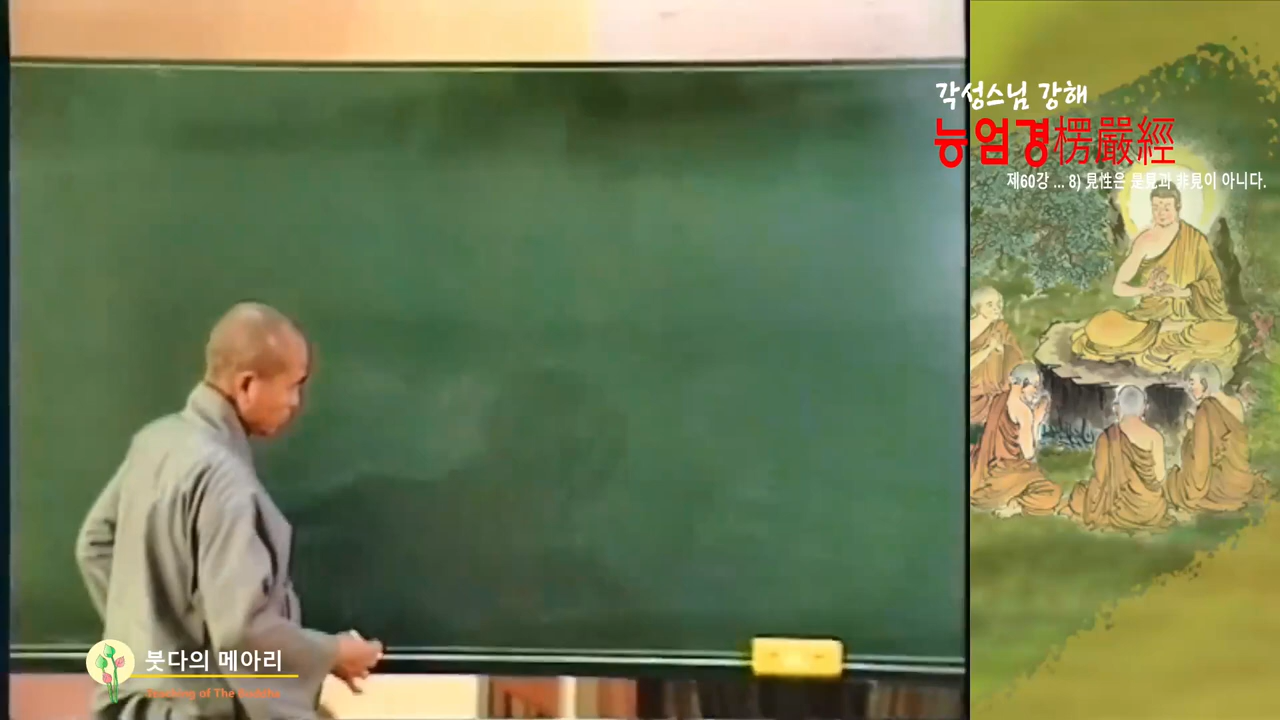 각성스님 강해
능엄경楞嚴經
제60강 ... 8) 見性은 是見과 非見이 아니다.
붓다의 메아리
Teaching of The Buddha